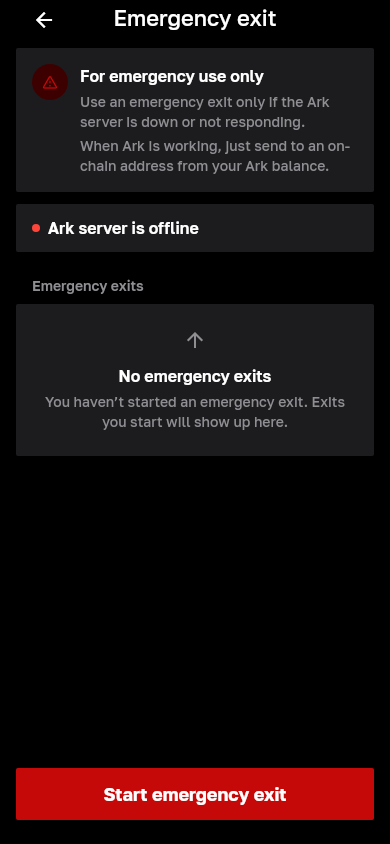 Emergency exit
For emergency use only
Use an emergency exit only if the Ark
server is down or not responding.
When Ark is working, just send to an on-
chain address from your Ark balance.
Ark server is offline
Emergency exits
No emergency exits
You haven’t started an emergency exit. Exits
you start will show up here.
Start emergency exit